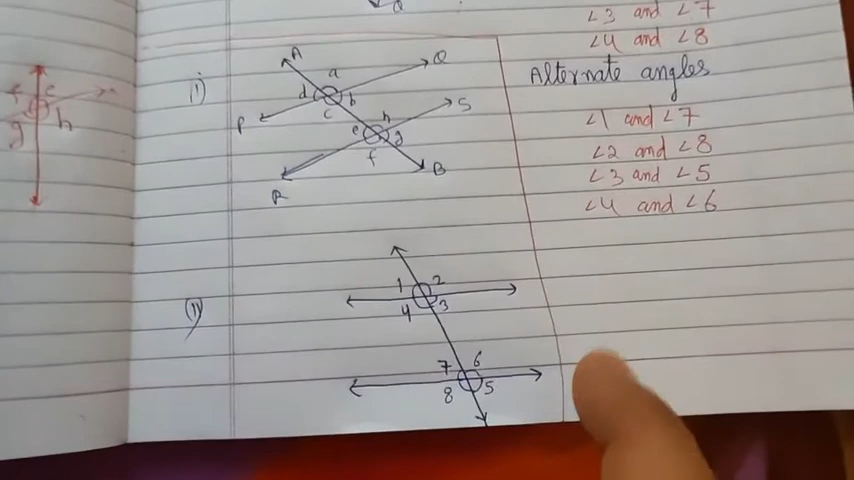 Q
∠3 and ∠7
∠4 and ∠8
Alternate angles
∠1 and ∠7
∠2 and ∠8
∠3 and ∠5
∠4 and ∠6
(i)
A
Q
a
d
b
c
P
S
h
e
g
f
B
R
(ii)
1 2
4 3
7 6
8 5
f e
g h